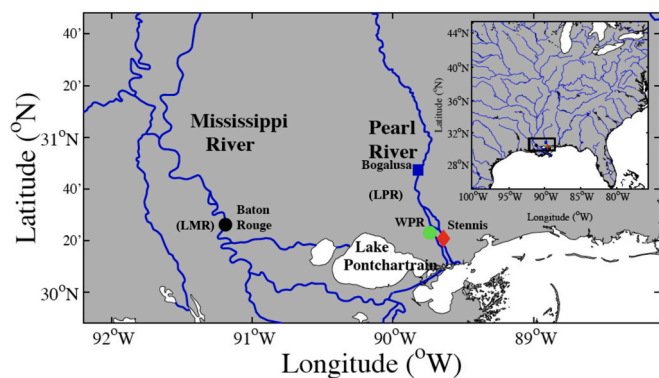 40'
20'
31°N
40'
20'
30°N
Latitude (°N)
92°W
91°W
90°W
89°W
Longitude (°W)
Mississippi
River
Pearl
River
Bogalusa
(LPR)
Baton
Rouge
(LMR)
WPR
Stennis
Lake
Pontchartrain
44°N
40°N
36°N
32°N
28°N
Latitude (°N)
100°W
95°W
90°W
85°W
80°W
Longitude (°W)